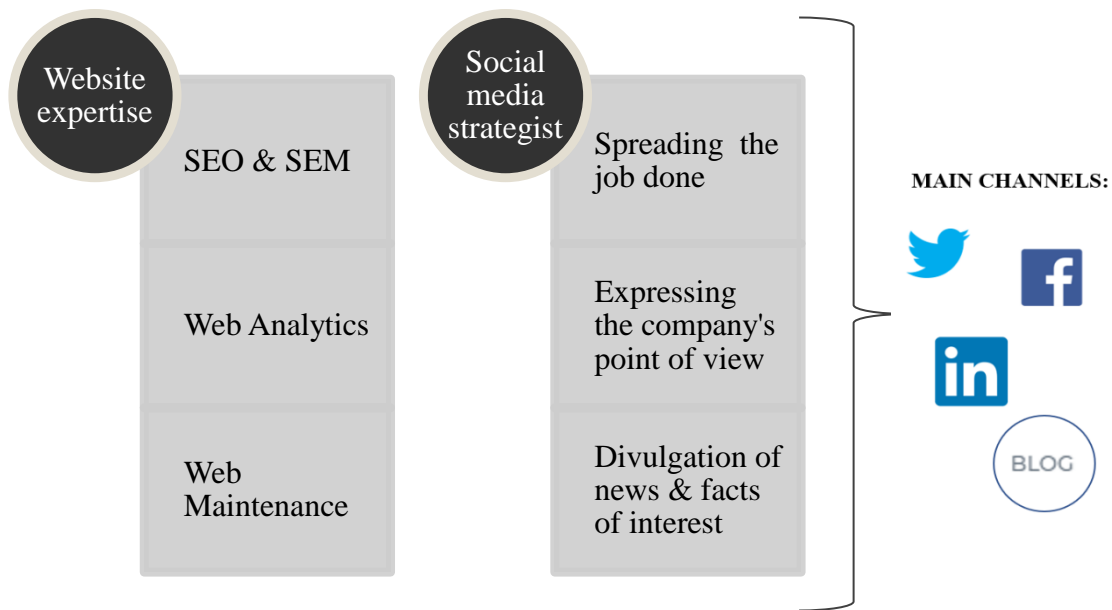 Website
expertise
SEO & SEM
Web Analytics
Web
Maintenance
Social
media
strategist
Spreading the
job done
Expressing
the company's
point of view
Divulgation of
news & facts
of interest
MAIN CHANNELS:
f
in
BLOG